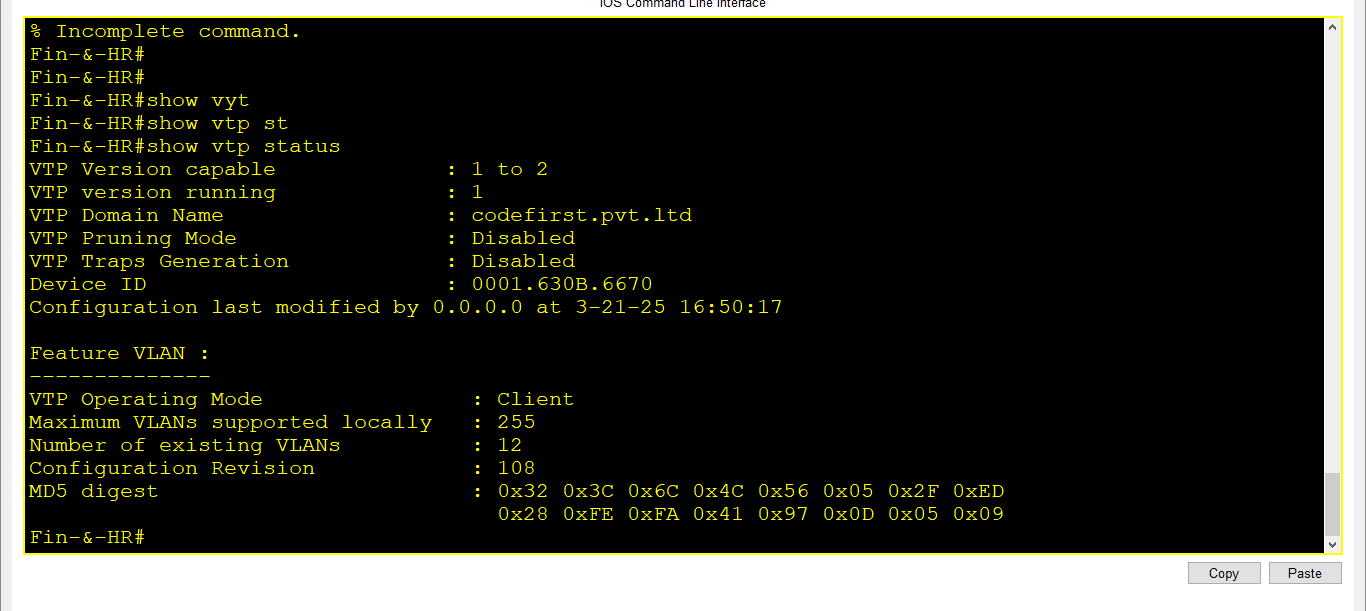 IOS Command Line Interface
% Incomplete command.
Fin-&-HR#
Fin-&-HR#
Fin-&-HR#show vyt
Fin-&-HR#show vtp st
Fin-&-HR#show vtp status
VTP Version capable : 1 to 2
VTP version running : 1
VTP Domain Name : codefirst.pvt.ltd
VTP Pruning Mode : Disabled
VTP Traps Generation : Disabled
Device ID : 0001.630B.6670
Configuration last modified by 0.0.0.0 at 3-21-25 16:50:17
Feature VLAN :
--------------
VTP Operating Mode : Client
Maximum VLANs supported locally : 255
Number of existing VLANs : 12
Configuration Revision : 108
MD5 digest : 0x32 0x3C 0x6C 0x4C 0x56 0x05 0x2F 0xED
0x28 0xFE 0xFA 0x41 0x97 0x0D 0x05 0x09
Fin-&-HR#
Copy Paste